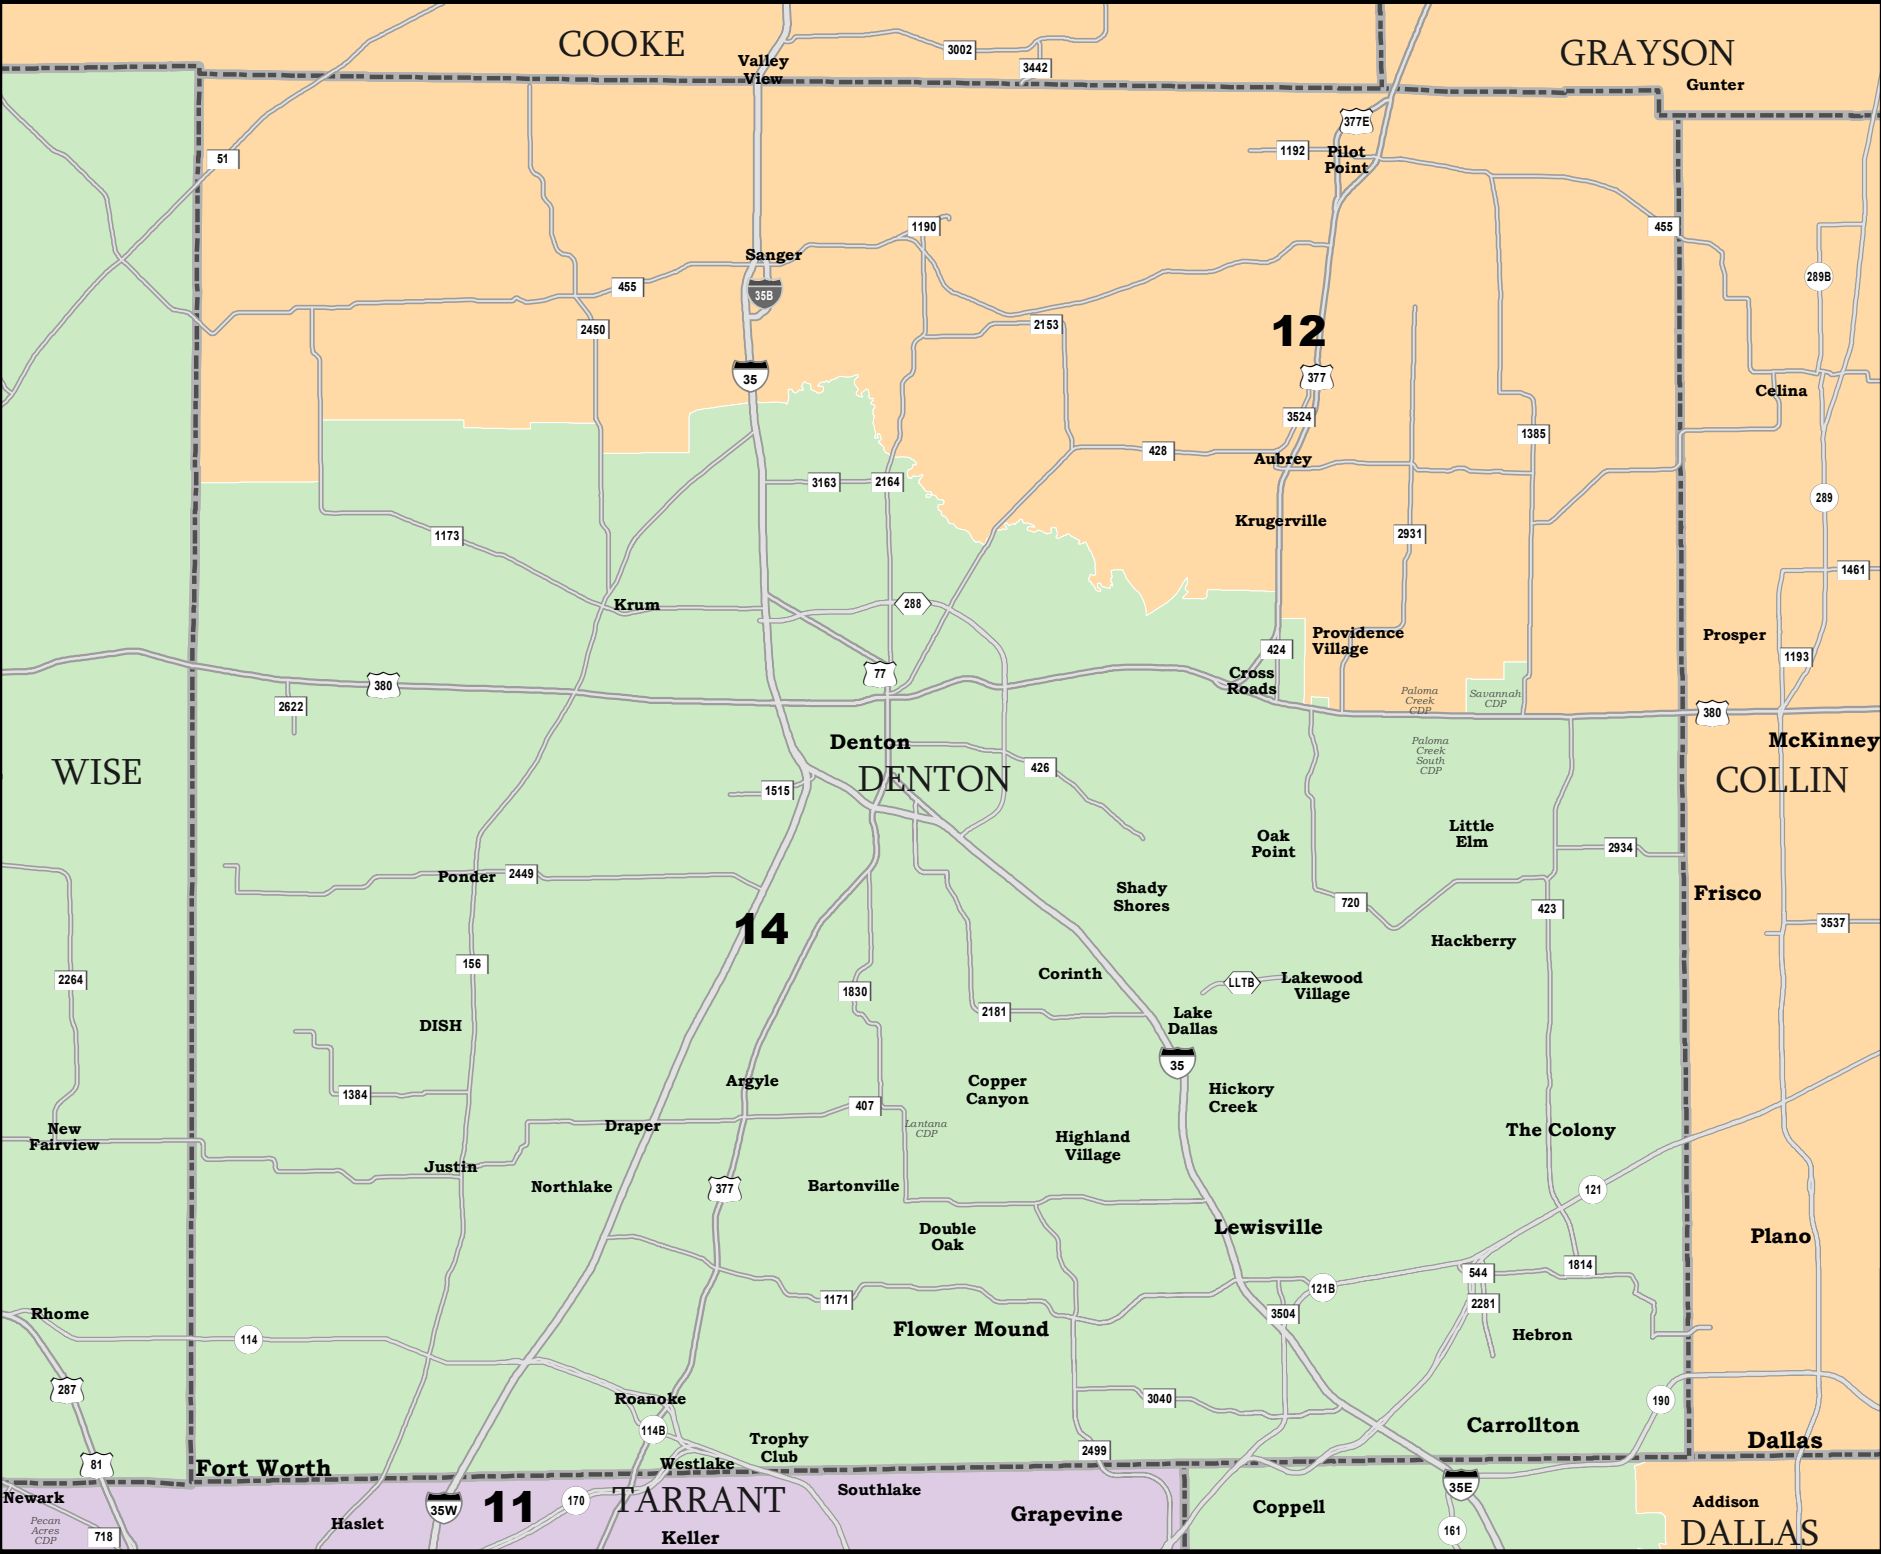 COOKE
GRAYSON
Valley
View
3002
3442
Gunter
377E
51
1192
Pilot
Point
1190
455
Sanger
289B
455
35B
2450
2153
12
35
377
Celina
3524
1385
428
Aubrey
3163
2164
289
Krugerville
1173
2931
1461
Krum
288
Providence
Village
Prosper
424
1193
77
Cross
Roads
380
Paloma
Creek
CDP
Savannah
CDP
2622
380
Denton
McKinney
Paloma
Creek
South
CDP
WISE
DENTON
426
COLLIN
1515
Oak
Point
Little
Elm
2934
Ponder
2449
Shady
Shores
Frisco
720
423
14
3537
Hackberry
156
Corinth
2264
LLTB
Lakewood
Village
1830
2181
Lake
Dallas
DISH
35
Argyle
Copper
Canyon
Hickory
Creek
1384
407
New
Fairview
Draper
Lantana
CDP
The Colony
Highland
Village
Justin
Northlake
377
Bartonville
121
Double
Oak
Lewisville
Plano
1814
544
121B
1171
2281
Rhome
3504
114
Flower Mound
Hebron
287
Roanoke
3040
190
114B
Carrollton
Trophy
Club
2499
Dallas
81
Fort Worth
Westlake
35E
Newark
35W
11
170
TARRANT
Southlake
Coppell
Addison
Pecan
Acres
CDP
718
Haslet
Keller
Grapevine
161
DALLAS